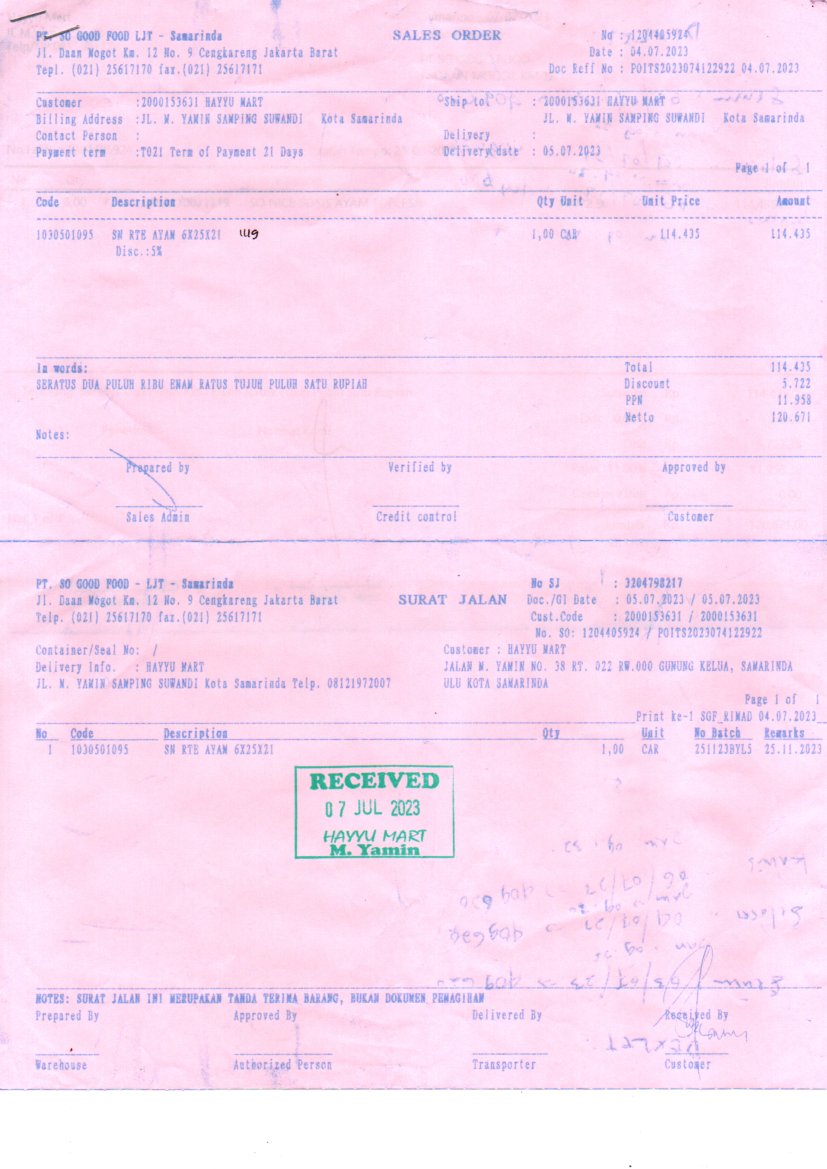 PT. SO GOOD FOOD LJT - Samarinda SALES ORDER No : 1204405924
Jl. Daan Mogot Km. 12 No. 9 Cengkareng Jakarta Barat Date : 04.07.2023
Tepl. (021) 25617170 fax.(021) 25617171 Doc Reff No : POITS2023074122922 04.07.2023
Customer :2000153631 HAYYU MART Ship to : 2000153631 HAYYU MART
Billing Address :JL. M. YAMIN SAMPING SUWANDI Kota Samarinda JL. M. YAMIN SAMPING SUWANDI Kota Samarinda
Contact Person : Delivery :
Payment term :T021 Term of Payment 21 Days Delivery date : 05.07.2023
Page 1 of 1
Code Description Qty Unit Unit Price Amount
1030501095 SN RTE AYAM 6X25X21 1,00 CAR 114.435 114.435
Disc.:5%
In words: Total 114.435
SERATUS DUA PULUH RIBU ENAM RATUS TUJUH PULUH SATU RUPIAH Discount 5.722
PPN 11.958
Netto 120.671
Notes:
Prepared by Verified by Approved by
Sales Admin Credit control Customer
PT. SO GOOD FOOD - LJT - Samarinda No SJ : 3204798217
Jl. Daan Mogot Km. 12 No. 9 Cengkareng Jakarta Barat SURAT JALAN Doc./GI Date : 05.07.2023 / 05.07.2023
Telp. (021) 25617170 fax.(021) 25617171 Cust.Code : 2000153631 / 2000153631
No. SO: 1204405924 / POITS2023074122922
Container/Seal No: / Customer : HAYYU MART
Delivery Info. : HAYYU MART JALAN M. YAMIN NO. 38 RT. 022 RW.000 GUNUNG KELUA, SAMARINDA
JL. M. YAMIN SAMPING SUWANDI Kota Samarinda Telp. 08121972007 ULU KOTA SAMARINDA
Page 1 of 1
Print ke-1 SGF_RIMAD 04.07.2023
No Code Description Qty Unit No Batch Remarks
1 1030501095 SN RTE AYAM 6X25X21 1,00 CAR 251123BYL5 25.11.2023
RECEIVED
07 JUL 2023
HAYYU MART
M. Yamin
NOTES: SURAT JALAN INI MERUPAKAN TANDA TERIMA BARANG, BUKAN DOKUMEN PENAGIHAN
Prepared By Approved By Delivered By Received By
Warehouse Authorized Person Transporter Customer